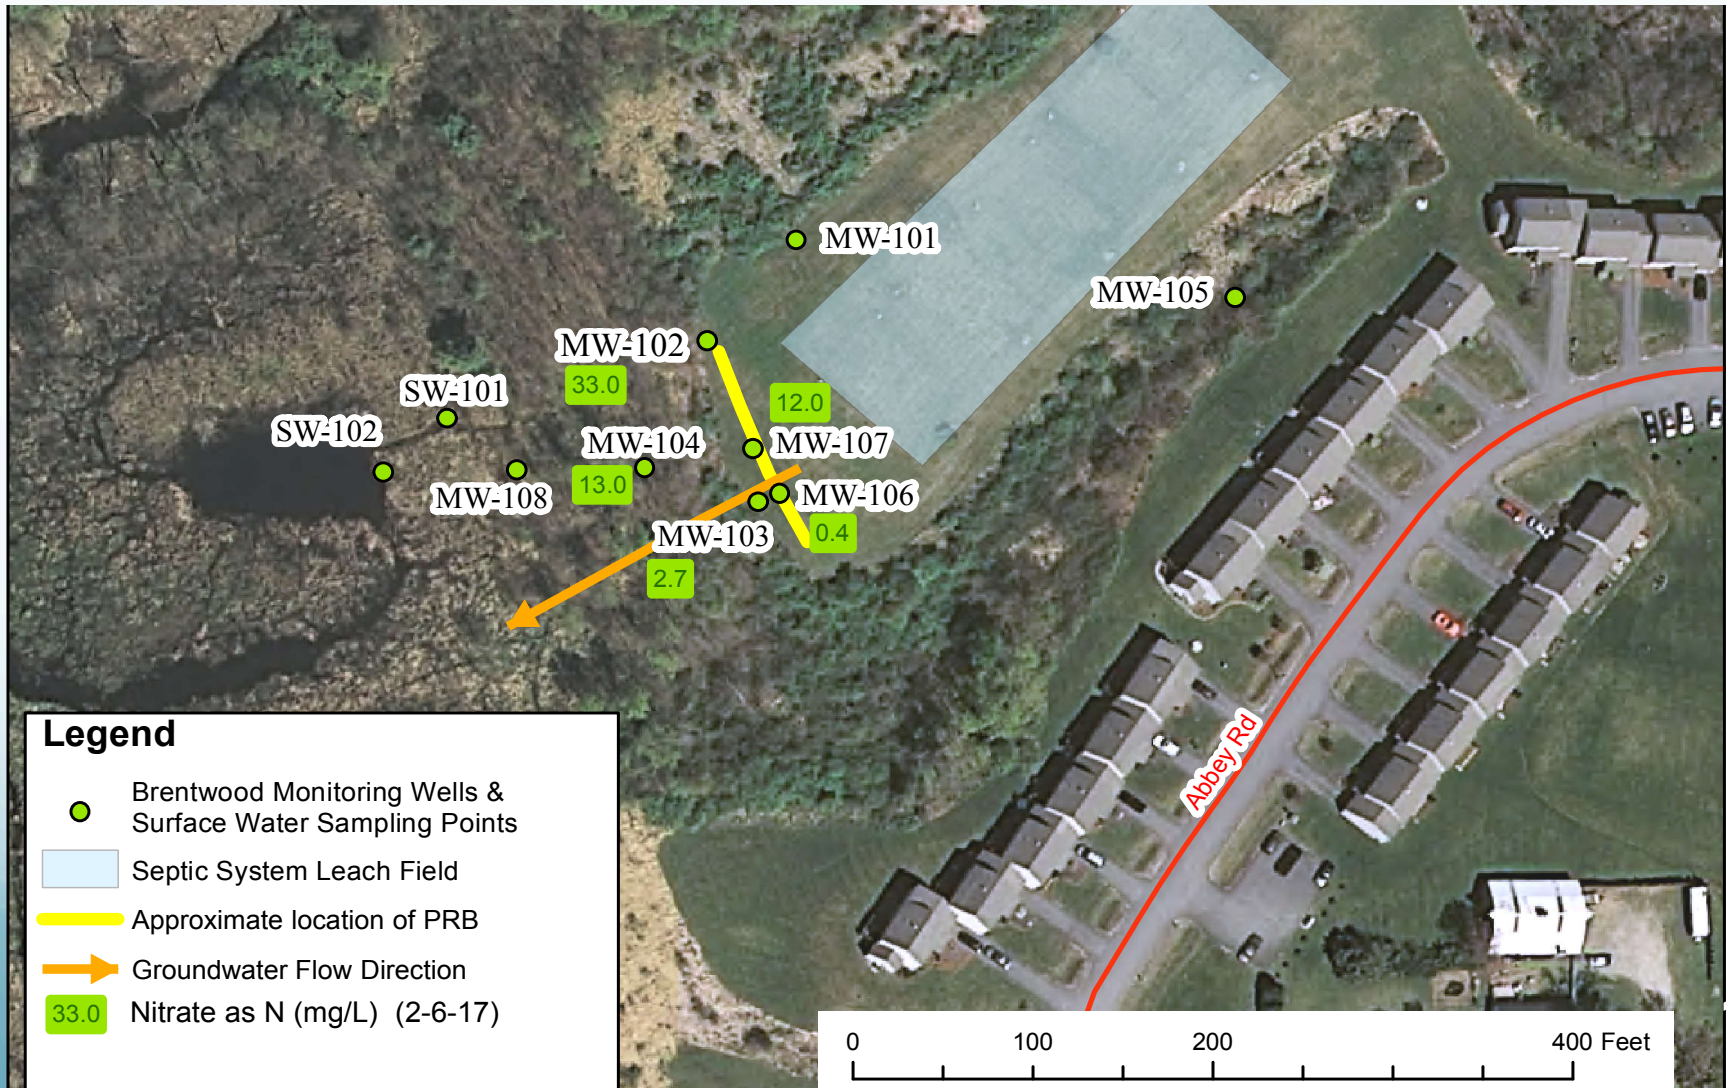 MW-101
MW-105
MW-102
33.0
12.0
SW-101
SW-102
MW-104
MW-107
MW-108
13.0
MW-106
MW-103
0.4
2.7
Abbey Rd
Legend
Brentwood Monitoring Wells &
Surface Water Sampling Points
Septic System Leach Field
Approximate location of PRB
Groundwater Flow Direction
33.0 Nitrate as N (mg/L) (2-6-17)
0 100 200 400 Feet